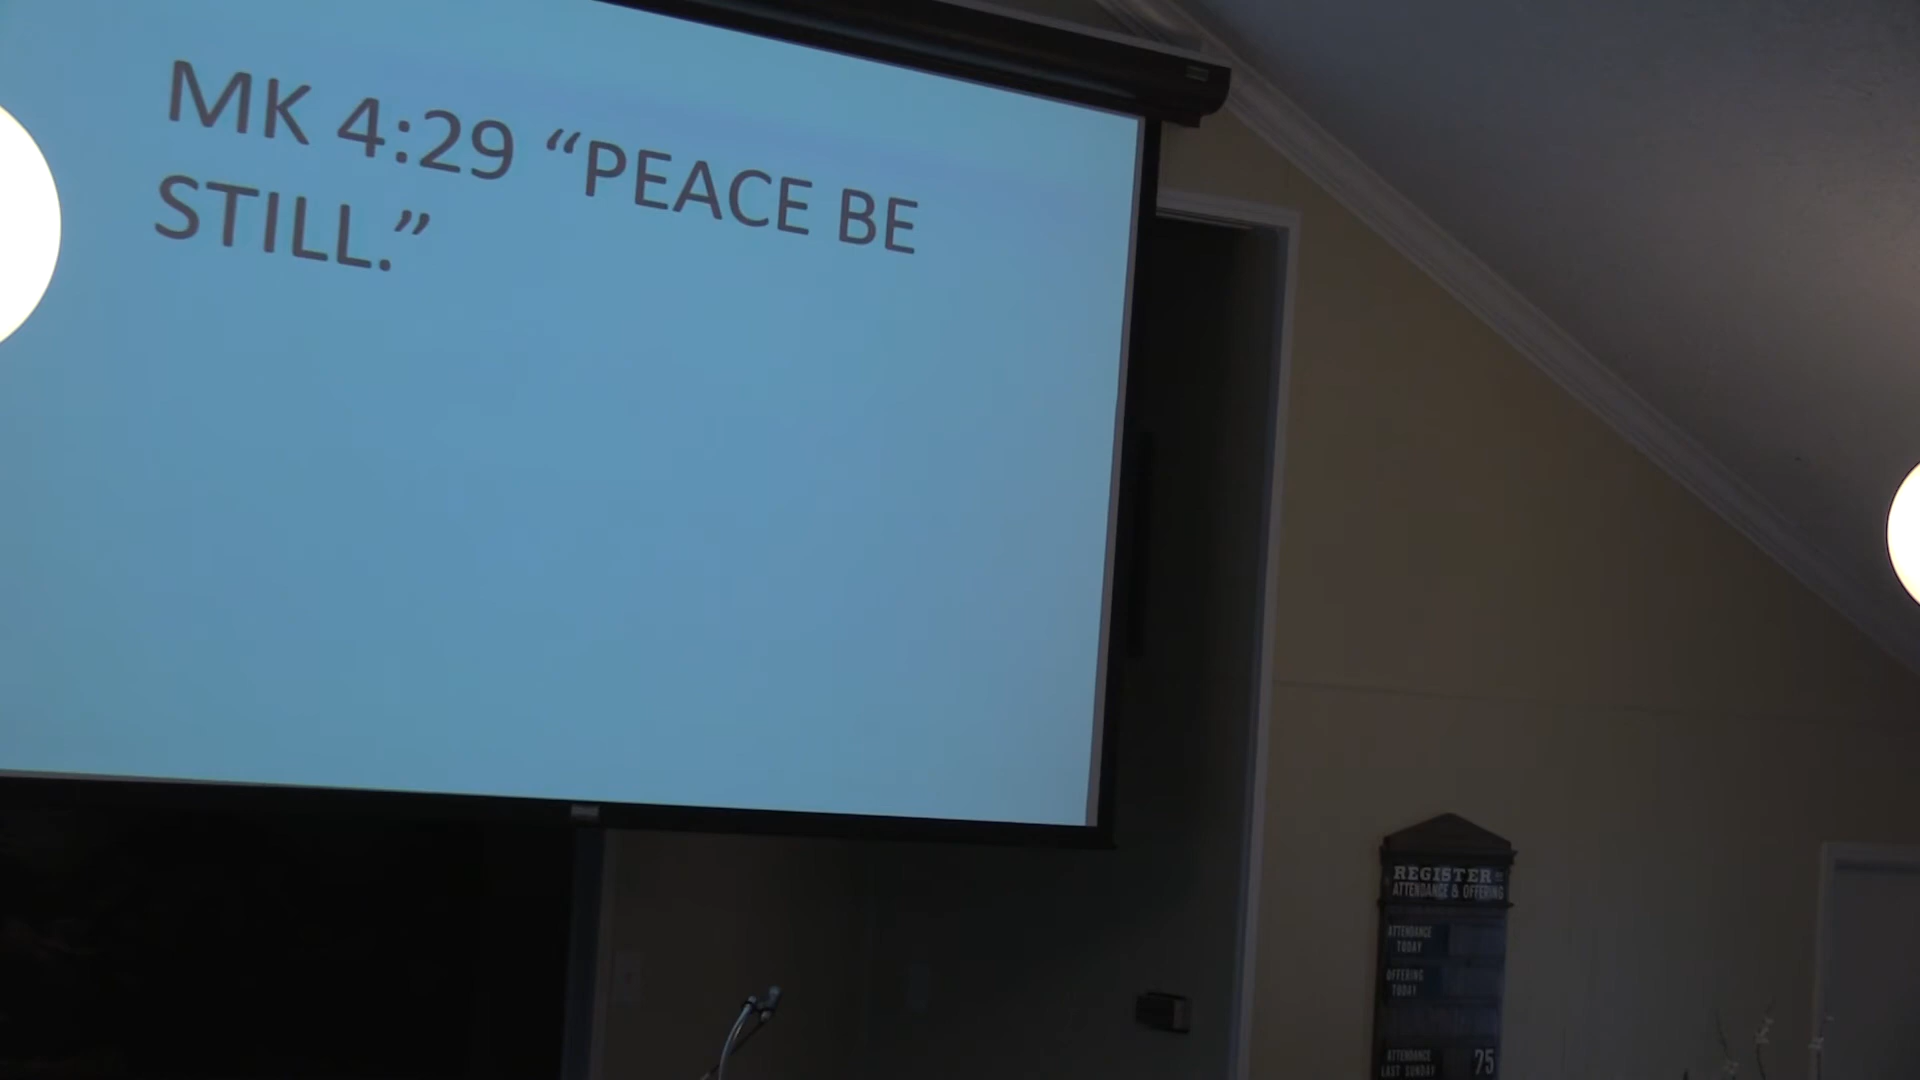 MK 4:29 “PEACE BE
STILL.”
REGISTER
ATTENDANCE & OFFERING
ATTENDANCE
TODAY
OFFERING
TODAY
ATTENDANCE
LAST SUNDAY
75